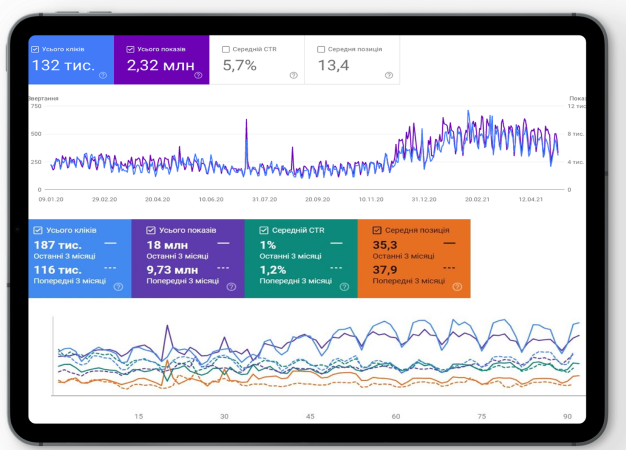 Усього кліків
132 тис.
Усього показів
2,32 млн
Середній CTR
5,7%
Середня позиція
13,4
Звертання
Пока
750
500
250
0
12 тис
8 тис.
4 тис.
0
09.01.20 29.02.20 20.04.20 10.06.20 31.07.20 20.09.20 10.11.20 31.12.20 20.02.21 12.04.21
Усього кліків
187 тис.
Останні 3 місяці
116 тис.
Попередні 3 місяці
Усього показів
18 млн
Останні 3 місяці
9,73 млн
Попередні 3 місяці
Середній CTR
1%
Останні 3 місяці
1,2%
Попередні 3 місяці
Середня позиція
35,3
Останні 3 місяці
37,9
Попередні 3 місяці
15 30 45 60 75 90